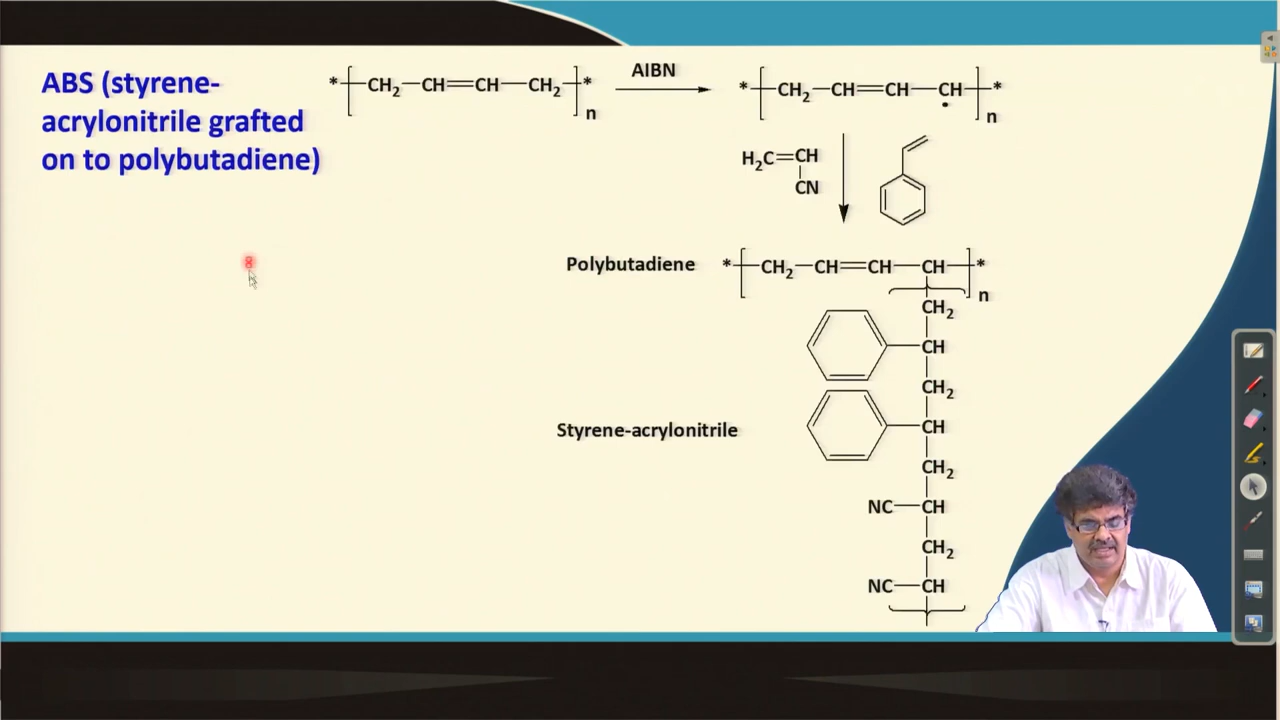 ABS (styrene-
acrylonitrile grafted
on to polybutadiene)
* CH2 CH CH CH2 * n
AIBN
* CH2 CH CH CH * n
H2C CH
CN
Polybutadiene
* CH2 CH CH CH * n
CH2
CH
CH2
Styrene-acrylonitrile
CH
CH2
NC CH
CH2
NC CH